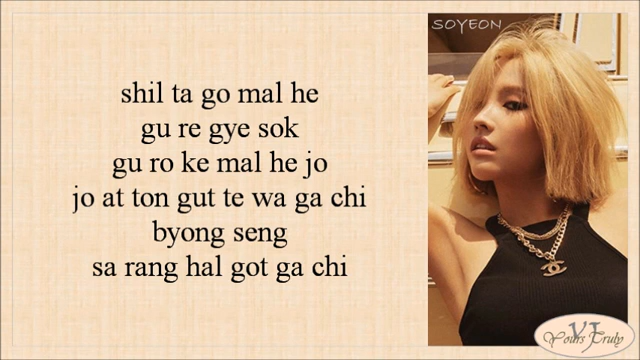 SOYEON
shil ta go mal he
gu re gye sok
gu ro ke mal he jo
jo at ton gut te wa ga chi
byong seng
sa rang hal got ga chi
VJ
Yours Truly